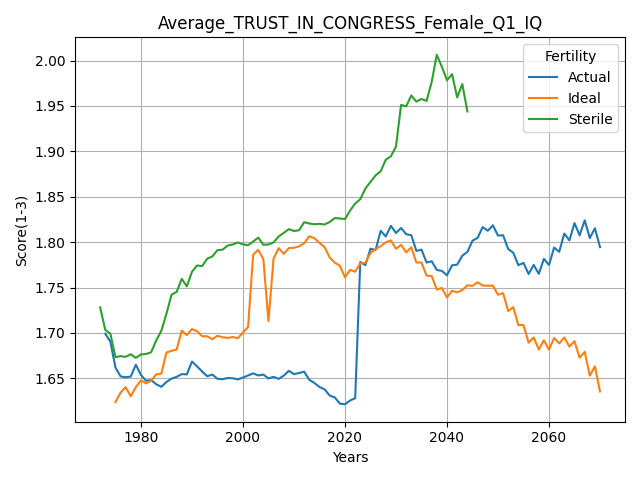 Average_TRUST_IN_CONGRESS_Female_Q1_IQ
Fertility
Actual
Ideal
Sterile
Score(1-3)
2.00
1.95
1.90
1.85
1.80
1.75
1.70
1.65
1980
2000
2020
2040
2060
Years